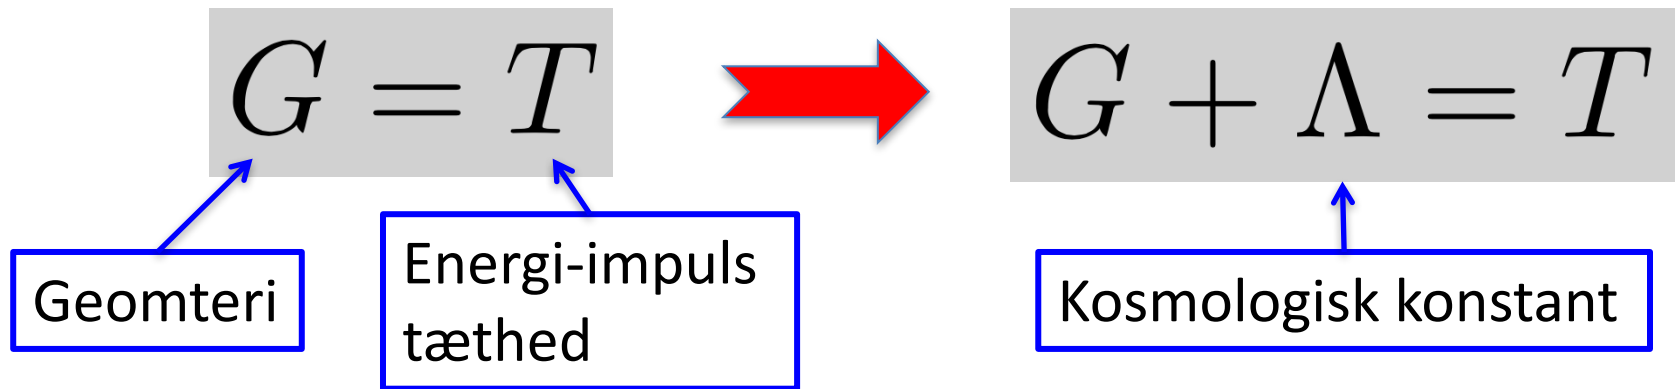 G = T
G + Λ = T
Geomteri
Energi-impuls
tæthed
Kosmologisk konstant